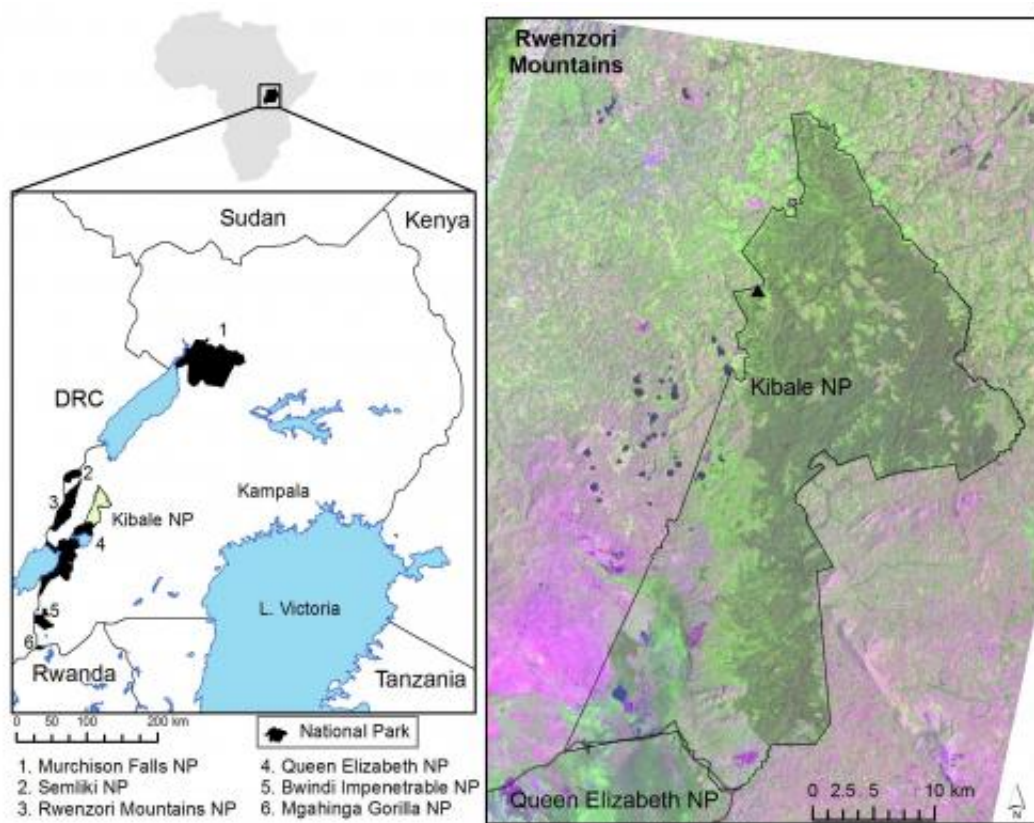 Sudan
Kenya
1
DRC
2
3
Kampala
Kibale NP
4
L. Victoria
5
6
Rwanda
Tanzania
0 50 100 200 km
National Park
1. Murchison Falls NP
2. Semliki NP
3. Rwenzori Mountains NP
4. Queen Elizabeth NP
5. Bwindi Impenetrable NP
6. Mgahinga Gorilla NP
Rwenzori
Mountains
Kibale NP
Queen Elizabeth NP
0 2.5 5 10 km
N